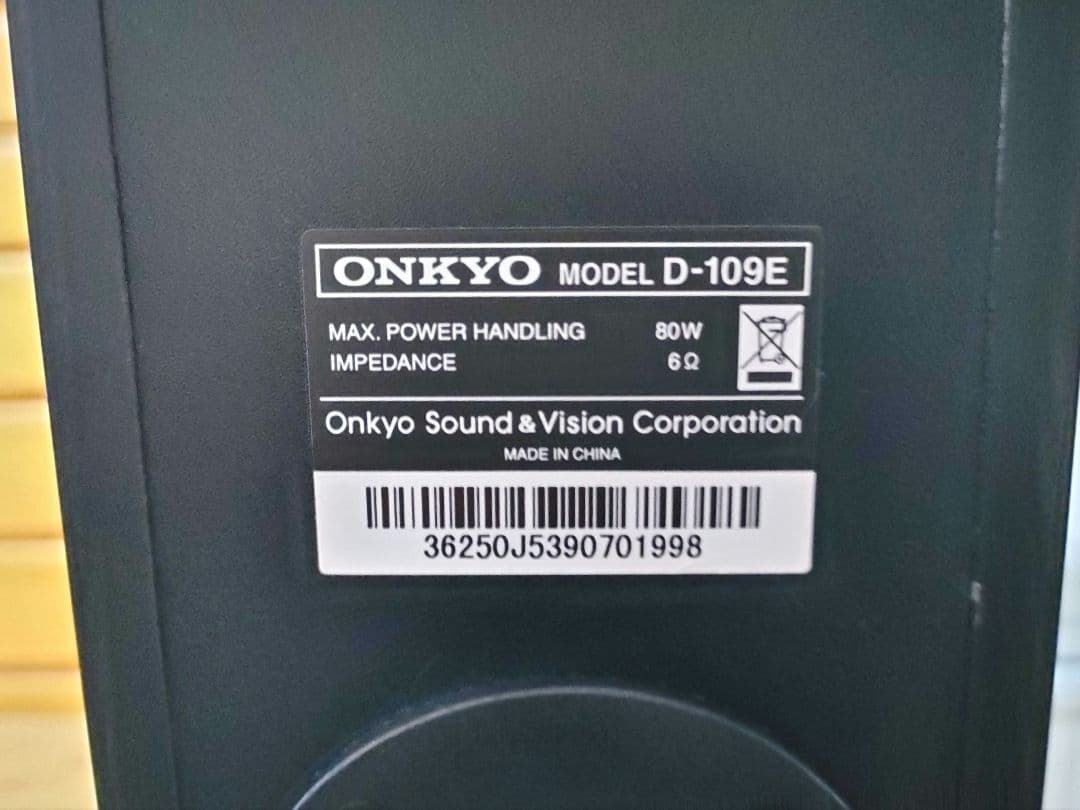 ONKYO MODEL D-109E
MAX. POWER HANDLING 80W
IMPEDANCE 6Ω
Onkyo Sound & Vision Corporation
MADE IN CHINA
36250J5390701998